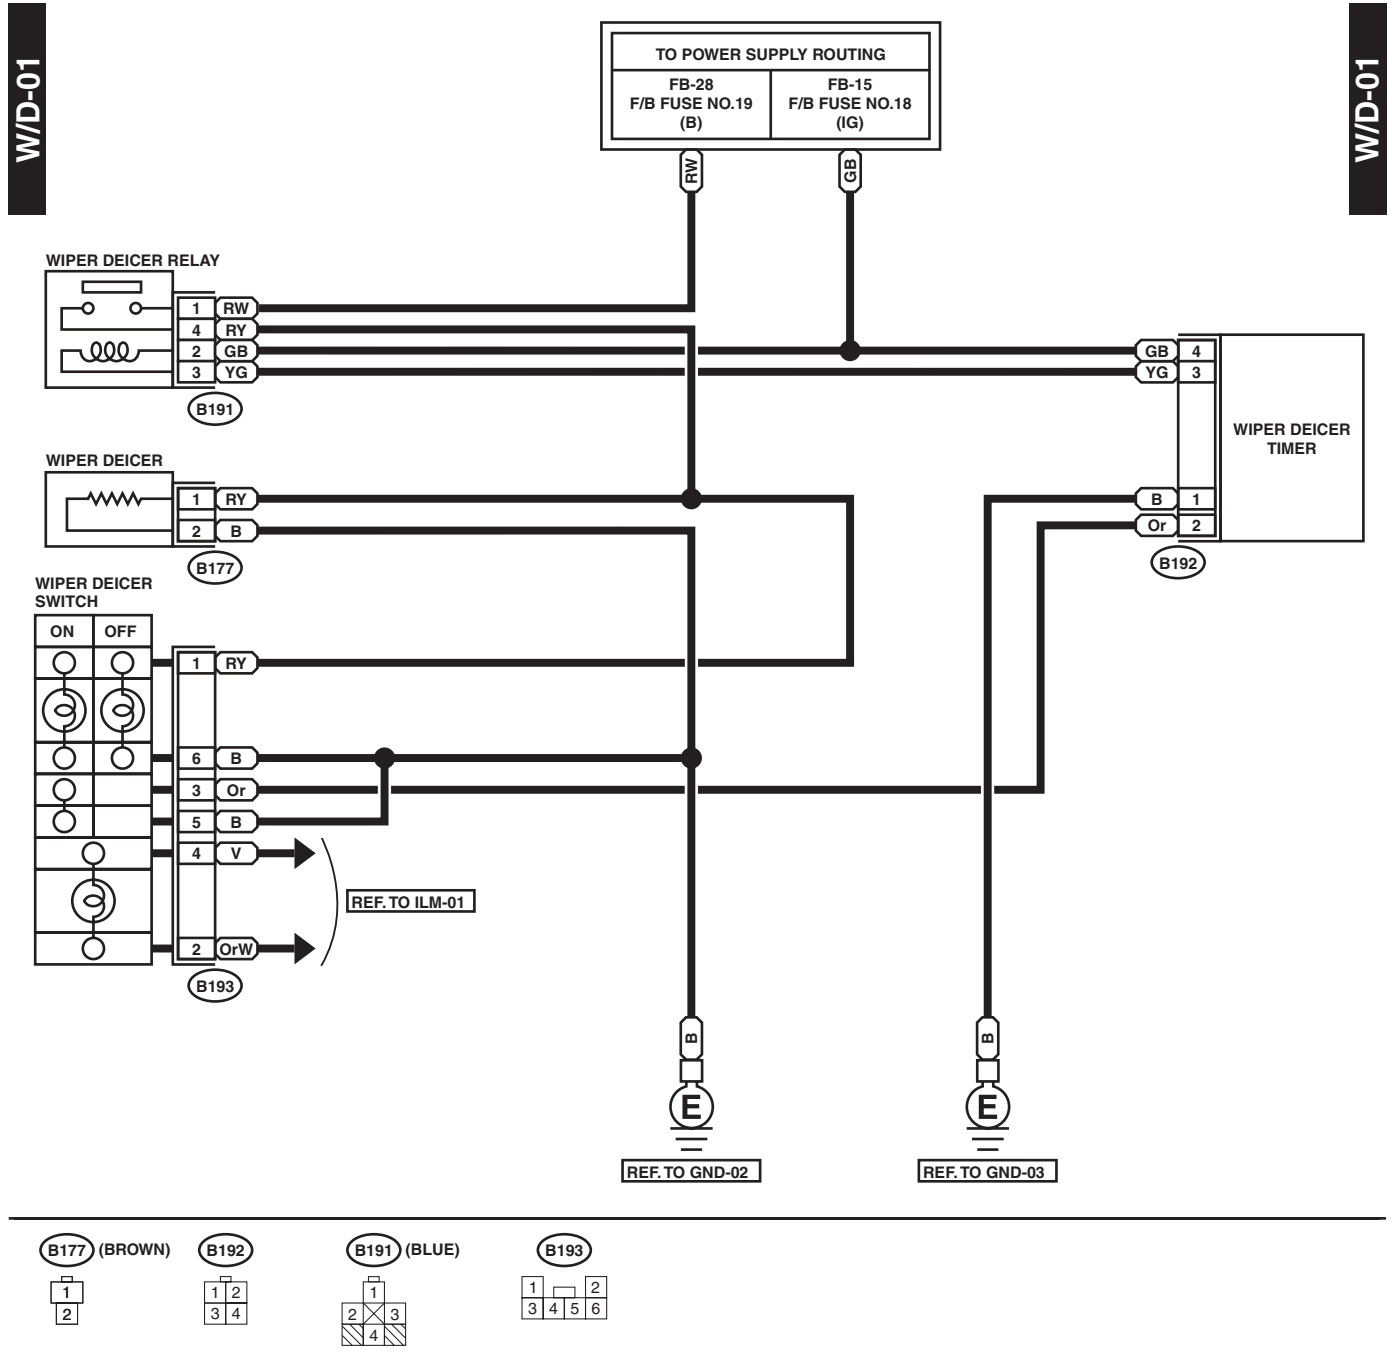 W/D-01
W/D-01
TO POWER SUPPLY ROUTING
FB-28
F/B FUSE NO.19
(B)
FB-15
F/B FUSE NO.18
(IG)
RW
GB
WIPER DEICER RELAY
1 RW
4 RY
2 GB
3 YG
B191
GB 4
YG 3
B 1
Or 2
WIPER DEICER
TIMER
B192
WIPER DEICER
1 RY
2 B
B177
WIPER DEICER
SWITCH
ON OFF
1 RY
6 B
3 Or
5 B
4 V
2 OrW
B193
REF. TO ILM-01
B
E
REF. TO GND-02
B
E
REF. TO GND-03
B177 (BROWN)
1
2
B192
1 2
3 4
B191 (BLUE)
1
2 3
4
B193
1 2
3 4 5 6